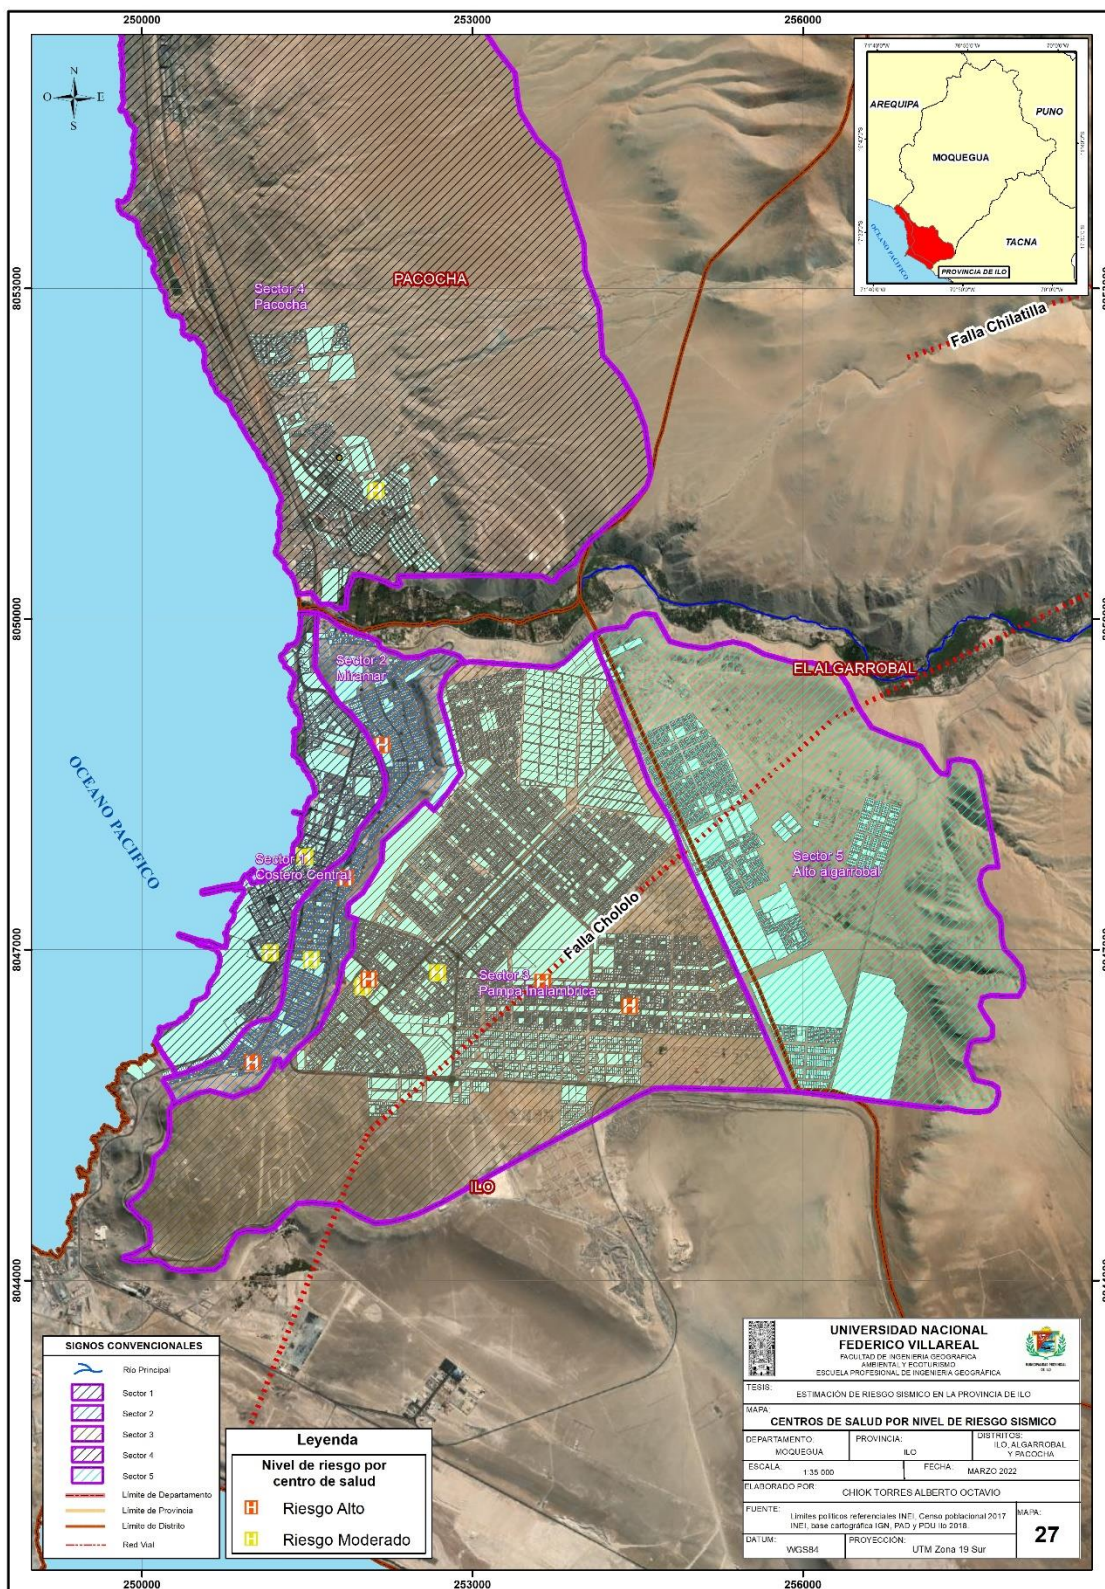 250000
253000
256000
N
O
E
S
71°40'0"W
70°0'0"W
AREQUIPA
PUNO
MOQUEGUA
TACNA
OCEANO PACIFICO
PROVINCIA DE ILO
PACOCHA
Sector 4
Pacocha
8053000
Falla Chilatilla
8050000
Sector 2
Miramar
EL ALGARROBAL
OCEANO PACIFICO
Sector 1
Costero Central
Sector 5
Alto algarrobal
8047000
Falla Chololo
Sector 3
Pampa Inalambrica
ILO
8044000
SIGNOS CONVENCIONALES
Río Principal
Sector 1
Sector 2
Sector 3
Sector 4
Sector 5
Límite de Departamento
Límite de Provincia
Límite de Distrito
Red Vial
Leyenda
Nivel de riesgo por
centro de salud
H Riesgo Alto
H Riesgo Moderado
UNIVERSIDAD NACIONAL
FEDERICO VILLAREAL
FACULTAD DE INGENIERIA GEOGRAFICA
AMBIENTAL Y ECOTURISMO
ESCUELA PROFESIONAL DE INGENIERIA GEOGRÁFICA
TESIS:
ESTIMACIÓN DE RIESGO SISMICO EN LA PROVINCIA DE ILO
MAPA:
CENTROS DE SALUD POR NIVEL DE RIESGO SISMICO
DEPARTAMENTO:
MOQUEGUA
PROVINCIA:
ILO
DISTRITOS:
ILO, ALGARROBAL
Y PACOCHA
ESCALA:
1:35 000
FECHA:
MARZO 2022
ELABORADO POR:
CHIOK TORRES ALBERTO OCTAVIO
FUENTE:
Limites políticos referenciales INEI, Censo poblacional 2017
INEI, base cartográfica IGN, PAD y PDU Ilo 2018.
MAPA:
27
DATUM:
WGS84
PROYECCIÓN:
UTM Zona 19 Sur
250000
253000
256000